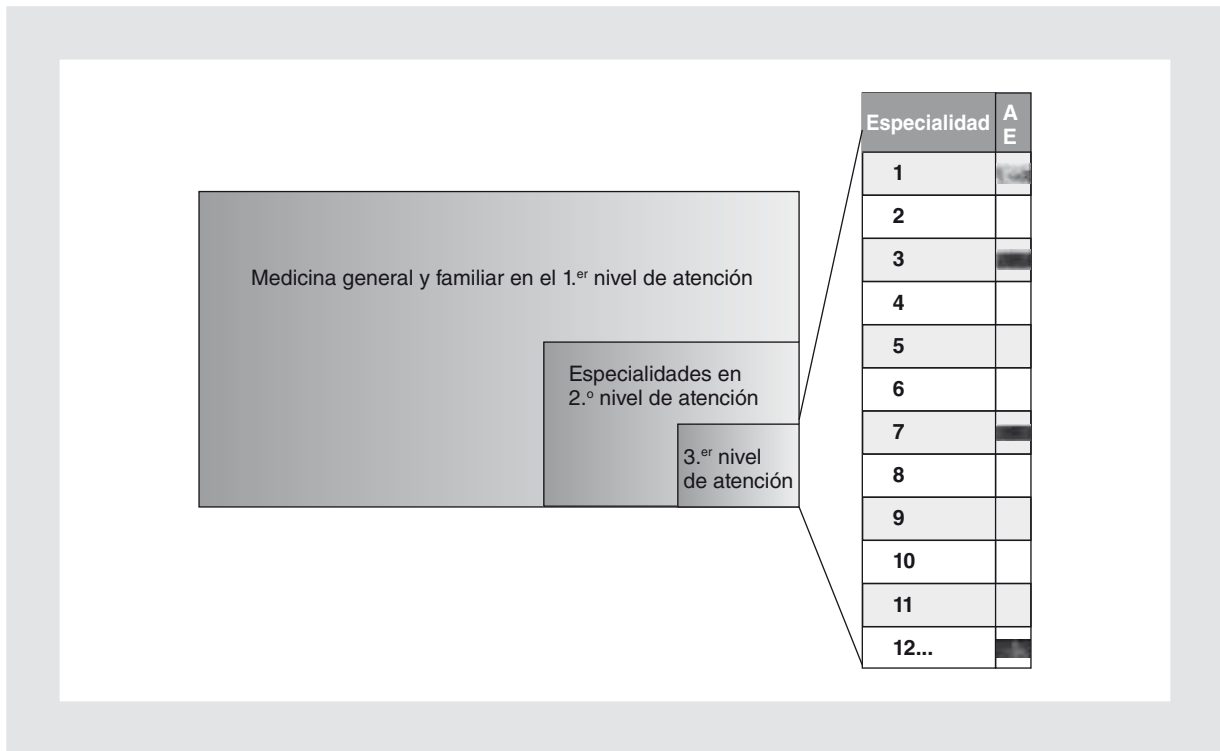 Medicina general y familiar en el 1.er nivel de atención
Especialidades en
2.º nivel de atención
3.er nivel
de atención
Especialidad A E
1
2
3
4
5
6
7
8
9
10
11
12...